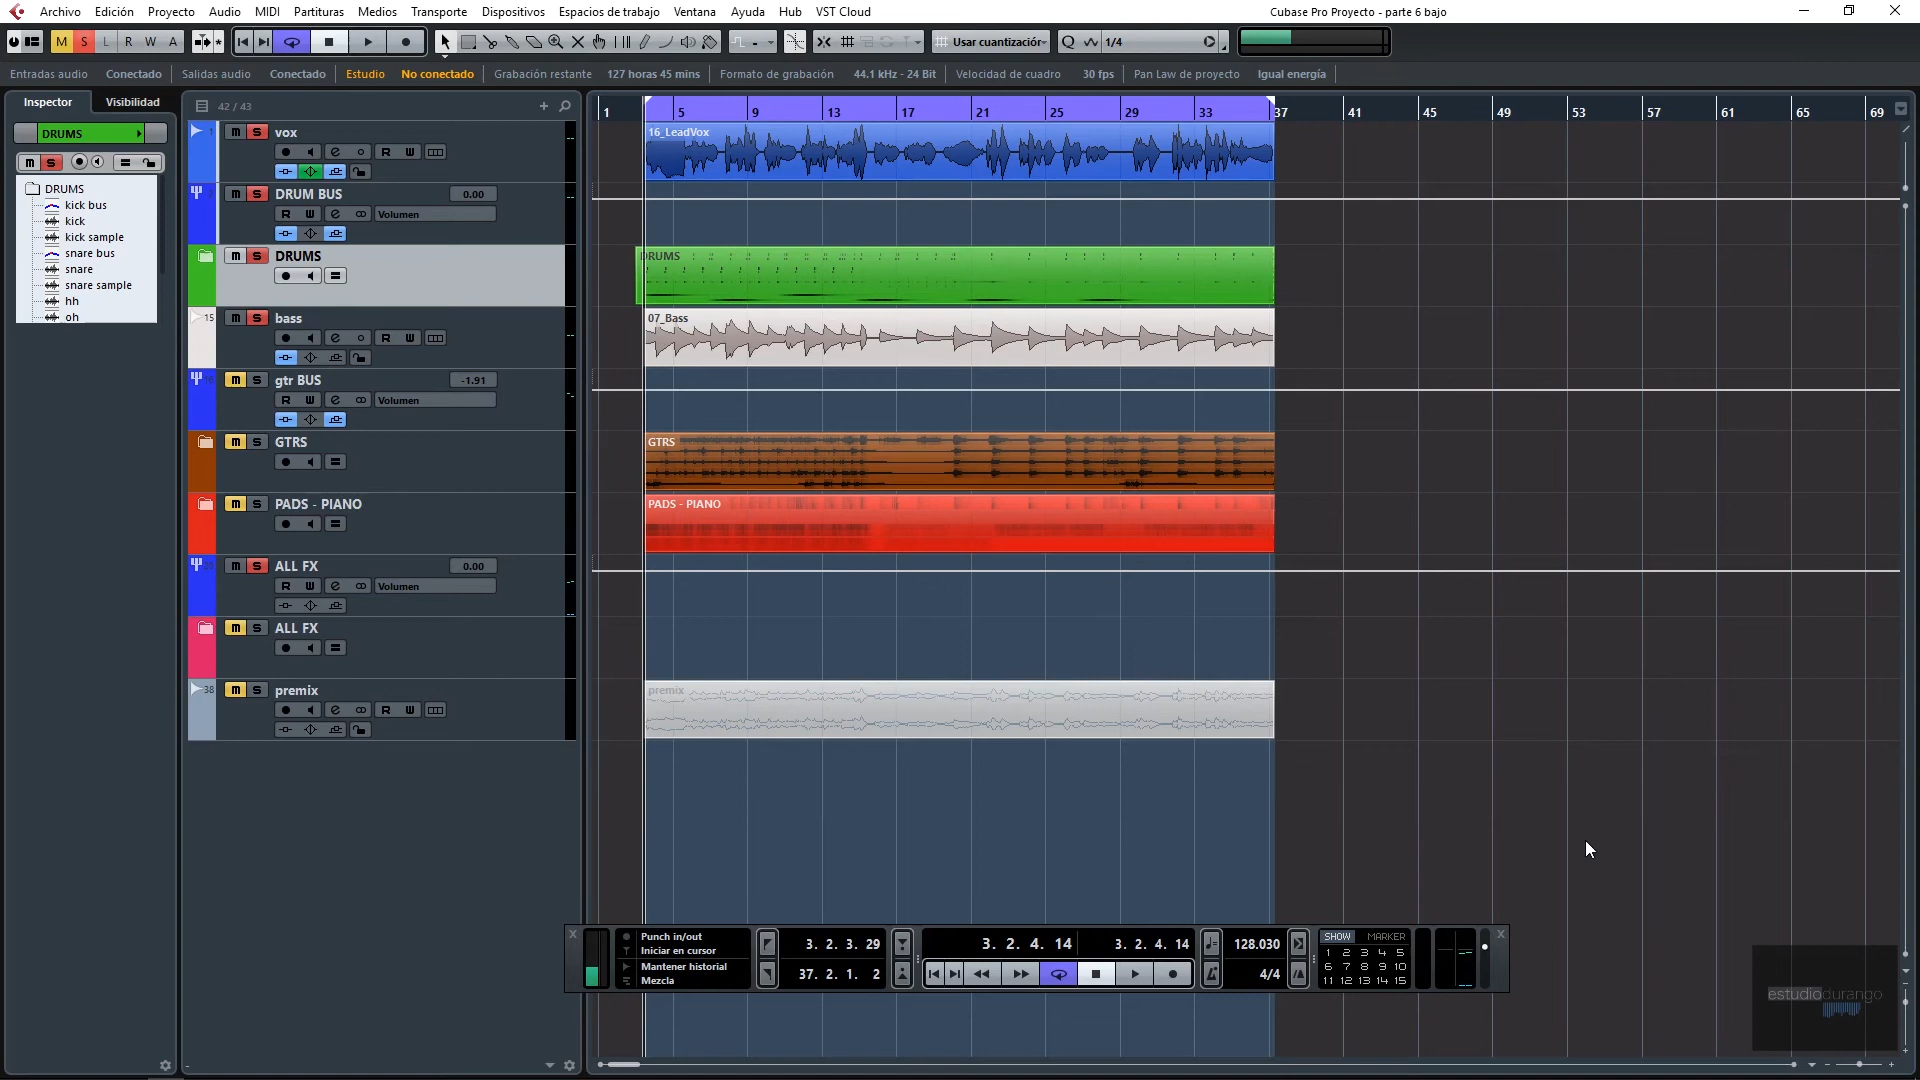 Archivo Edición Proyecto Audio MIDI Partituras Medios Transporte Dispositivos Espacios de trabajo Ventana Ayuda Hub VST Cloud
Cubase Pro Proyecto - parte 6 bajo
M S L R W A
Usar cuantización
Q 1/4
Entradas audio Conectado Salidas audio Conectado Estudio No conectado Grabación restante 127 horas 45 mins Formato de grabación 44.1 kHz - 24 Bit Velocidad de cuadro 30 fps Pan Law de proyecto Igual energía
Inspector Visibilidad
42 / 43
1 5 9 13 17 21 25 29 33 37 41 45 49 53 57 61 65 69
DRUMS
m S
DRUMS
kick bus
kick
kick sample
snare bus
snare
snare sample
hh
oh
m S vox
e R W
16_LeadVox
m S DRUM BUS 0.00
R W e Volumen
m S DRUMS
DRUMS
15 m S bass
e R W
07_Bass
m S gtr BUS -1.91
R W e Volumen
m S GTRS
GTRS
m S PADS - PIANO
PADS - PIANO
m S ALL FX 0.00
R W e Volumen
m S ALL FX
38 m S premix
e R W
premix
X
Punch in/out
Iniciar en cursor
Mantener historial
Mezcla
3. 2. 3. 29
37. 2. 1. 2
3. 2. 4. 14 3. 2. 4. 14
128.030
4/4
SHOW MARKER
1 2 3 4 5
6 7 8 9 10
11 12 13 14 15
X
estudiodurango